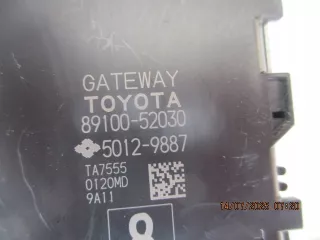 GATEWAY
TOYOTA
89100-52030
5012-9887
TA7555
0120MD
9A11
8